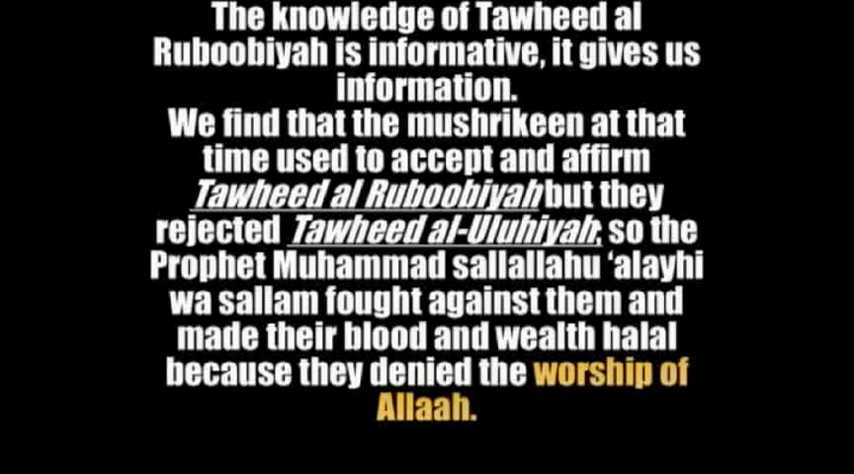 The knowledge of Tawheed al
Ruboobiyah is informative, it gives us
information.
We find that the mushrikeen at that
time used to accept and affirm
Tawheed al Ruboobiyah but they
rejected Tawheed al-Uluhiyah; so the
Prophet Muhammad sallallahu ‘alayhi
wa sallam fought against them and
made their blood and wealth halal
because they denied the worship of
Allaah.